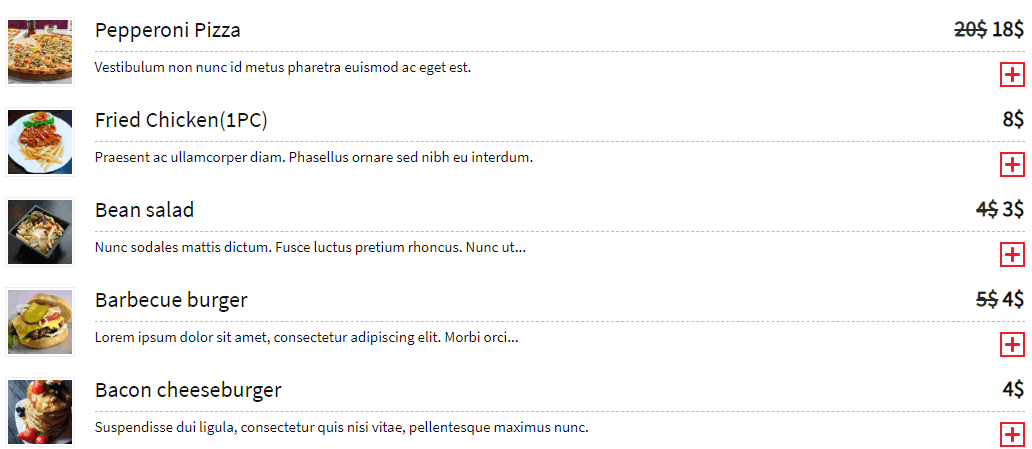 Pepperoni Pizza 20$ 18$
Vestibulum non nunc id metus pharetra euismod ac eget est.
Fried Chicken(1PC) 8$
Praesent ac ullamcorper diam. Phasellus ornare sed nibh eu interdum.
Bean salad 4$ 3$
Nunc sodales mattis dictum. Fusce luctus pretium rhoncus. Nunc ut...
Barbecue burger 5$ 4$
Lorem ipsum dolor sit amet, consectetur adipiscing elit. Morbi orci...
Bacon cheeseburger 4$
Suspendisse dui ligula, consectetur quis nisi vitae, pellentesque maximus nunc.